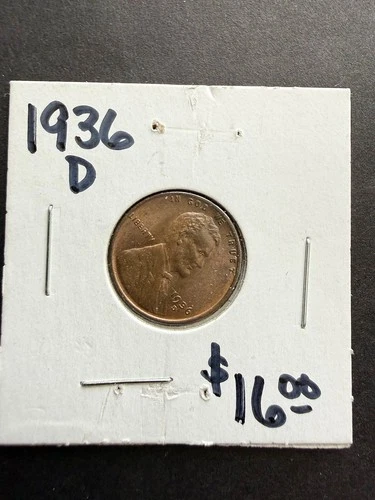 1936
D
IN GOD WE TRUST
LIBERTY
1936
D
$16.00